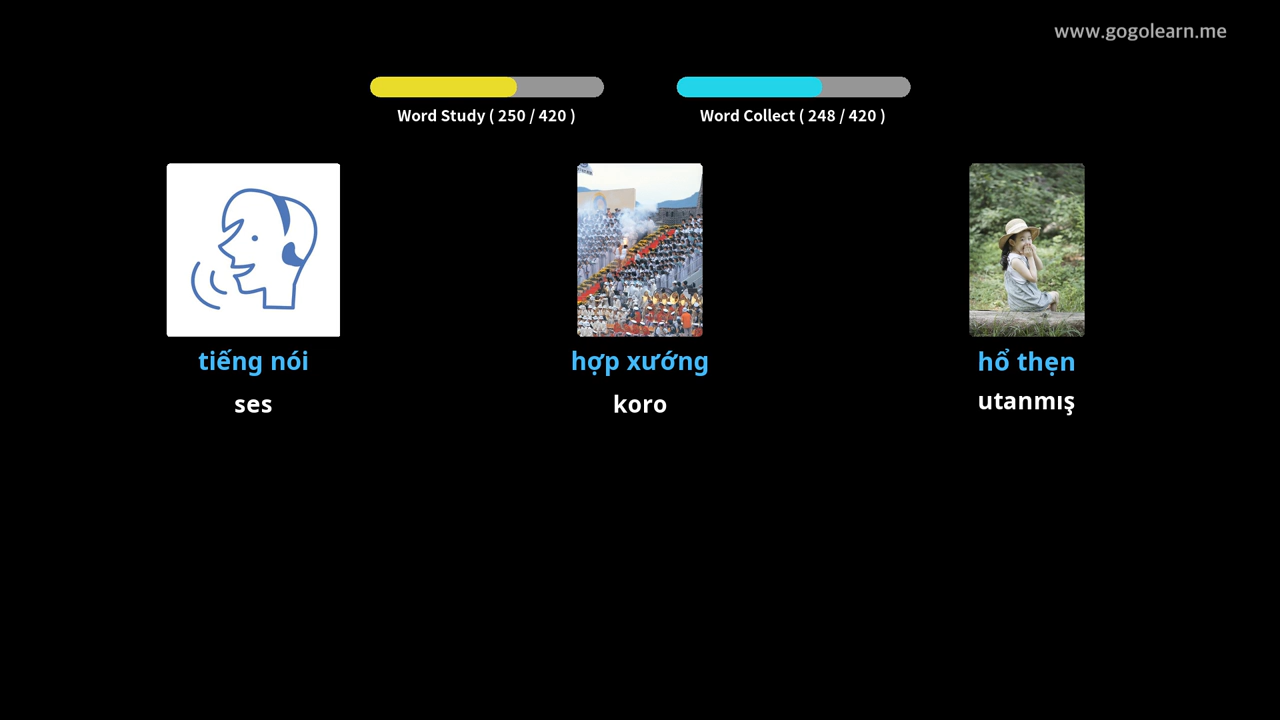 www.gogolearn.me
Word Study ( 250 / 420 )
Word Collect ( 248 / 420 )
tiếng nói
hợp xướng
hổ thẹn
ses
koro
utanmış